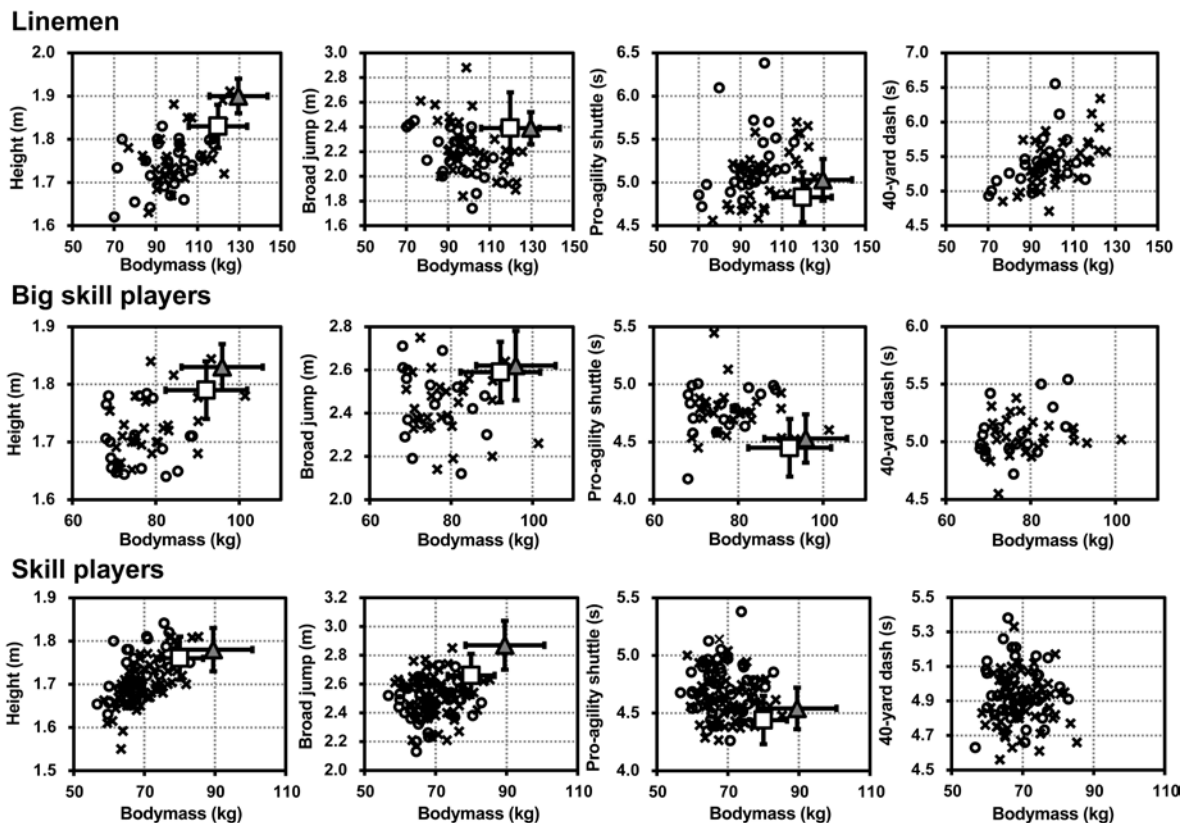 Linemen
Height (m)
2.0
1.9
1.8
1.7
1.6
50 70 90 110 130 150
Bodymass (kg)
Broad jump (m)
3.0
2.8
2.6
2.4
2.2
2.0
1.8
1.6
50 70 90 110 130 150
Bodymass (kg)
Pro-agility shuttle (s)
6.5
6.0
5.5
5.0
4.5
50 70 90 110 130 150
Bodymass (kg)
40-yard dash (s)
7.0
6.5
6.0
5.5
5.0
4.5
50 70 90 110 130 150
Bodymass (kg)
Big skill players
Height (m)
1.9
1.8
1.7
1.6
60 80 100
Bodymass (kg)
Broad jump (m)
2.8
2.6
2.4
2.2
2.0
60 80 100
Bodymass (kg)
Pro-agility shuttle (s)
5.5
5.0
4.5
4.0
60 80 100
Bodymass (kg)
40-yard dash (s)
6.0
5.5
5.0
4.5
60 80 100
Bodymass (kg)
Skill players
Height (m)
1.9
1.8
1.7
1.6
1.5
50 70 90 110
Bodymass (kg)
Broad jump (m)
3.2
3.0
2.8
2.6
2.4
2.2
2.0
50 70 90 110
Bodymass (kg)
Pro-agility shuttle (s)
5.5
5.0
4.5
4.0
50 70 90 110
Bodymass (kg)
40-yard dash (s)
5.5
5.3
5.1
4.9
4.7
4.5
50 70 90 110
Bodymass (kg)